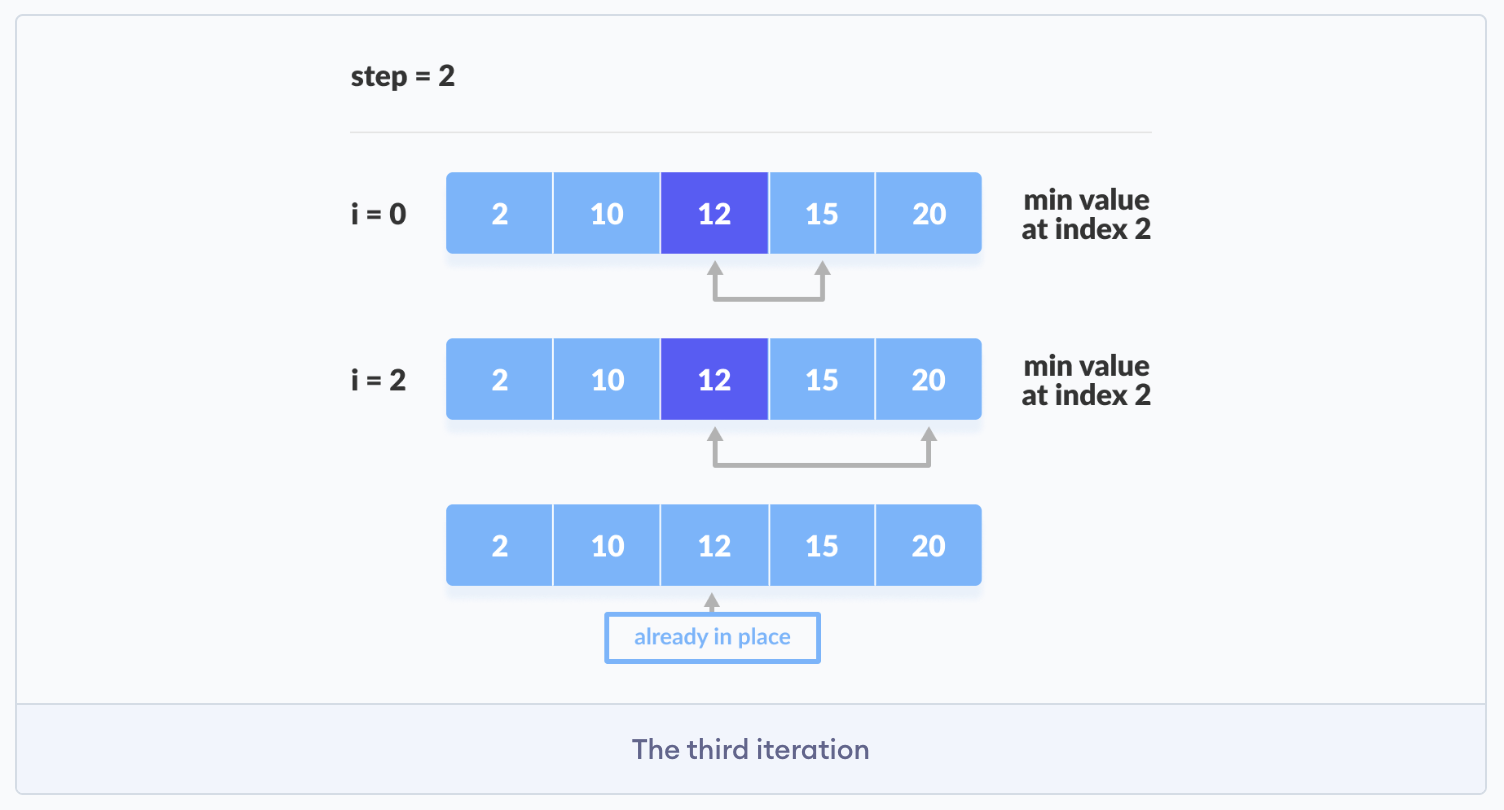 step = 2
i = 0
2 10 12 15 20
min value
at index 2
i = 2
2 10 12 15 20
min value
at index 2
2 10 12 15 20
already in place
The third iteration